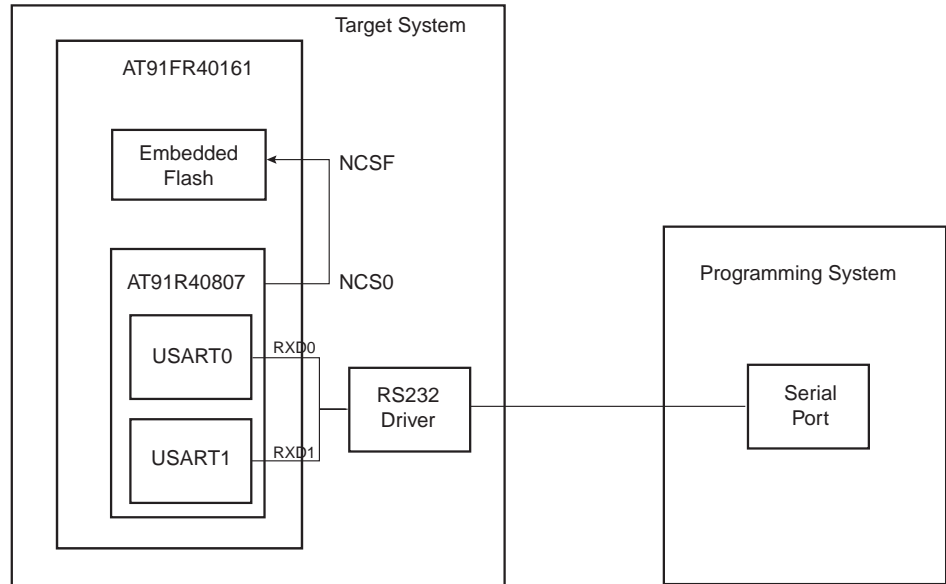 Target System
AT91FR40161
Embedded
Flash
NCSF
AT91R40807
NCS0
USART0
RXD0
USART1
RXD1
RS232
Driver
Programming System
Serial
Port